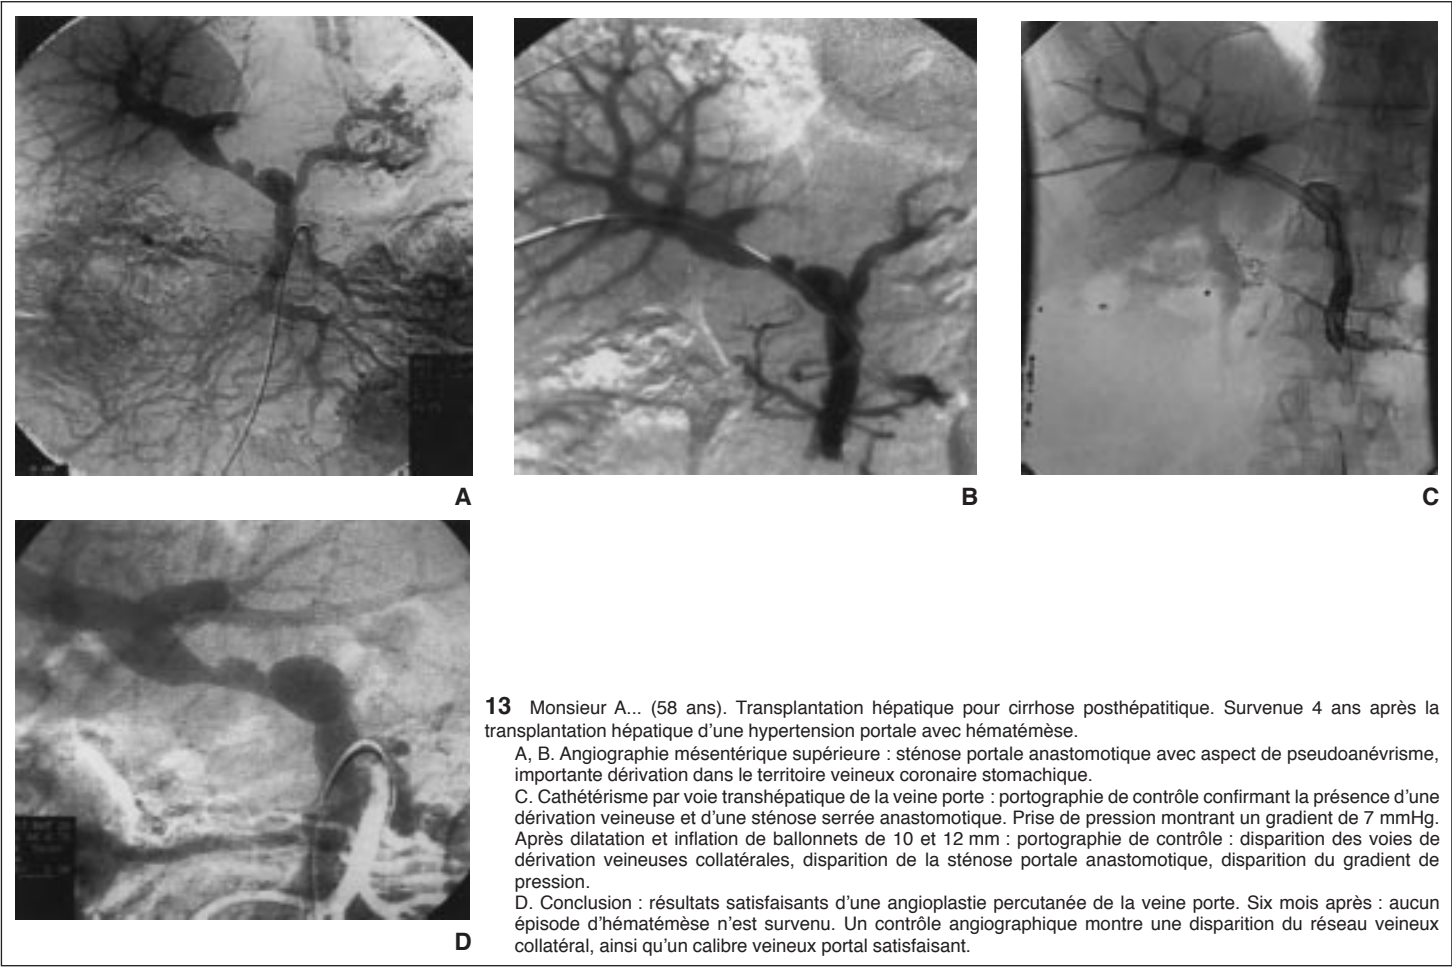 A
B
C
D
13 Monsieur A... (58 ans). Transplantation hépatique pour cirrhose posthépatitique. Survenue 4 ans après la
transplantation hépatique d’une hypertension portale avec hématémèse.
A, B. Angiographie mésentérique supérieure : sténose portale anastomotique avec aspect de pseudoanévrisme,
importante dérivation dans le territoire veineux coronaire stomachique.
C. Cathétérisme par voie transhépatique de la veine porte : portographie de contrôle confirmant la présence d’une
dérivation veineuse et d’une sténose serrée anastomotique. Prise de pression montrant un gradient de 7 mmHg.
Après dilatation et inflation de ballonnets de 10 et 12 mm : portographie de contrôle : disparition des voies de
dérivation veineuses collatérales, disparition de la sténose portale anastomotique, disparition du gradient de
pression.
D. Conclusion : résultats satisfaisants d’une angioplastie percutanée de la veine porte. Six mois après : aucun
épisode d’hématémèse n’est survenu. Un contrôle angiographique montre une disparition du réseau veineux
collatéral, ainsi qu’un calibre veineux portal satisfaisant.